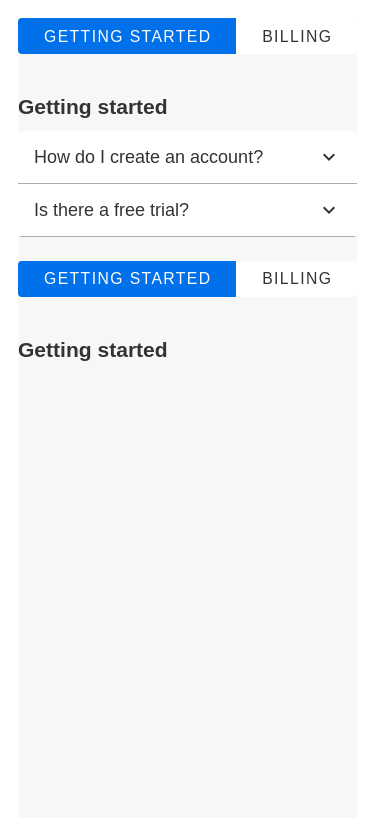 GETTING STARTED BILLING
Getting started
How do I create an account?
Is there a free trial?
GETTING STARTED BILLING
Getting started